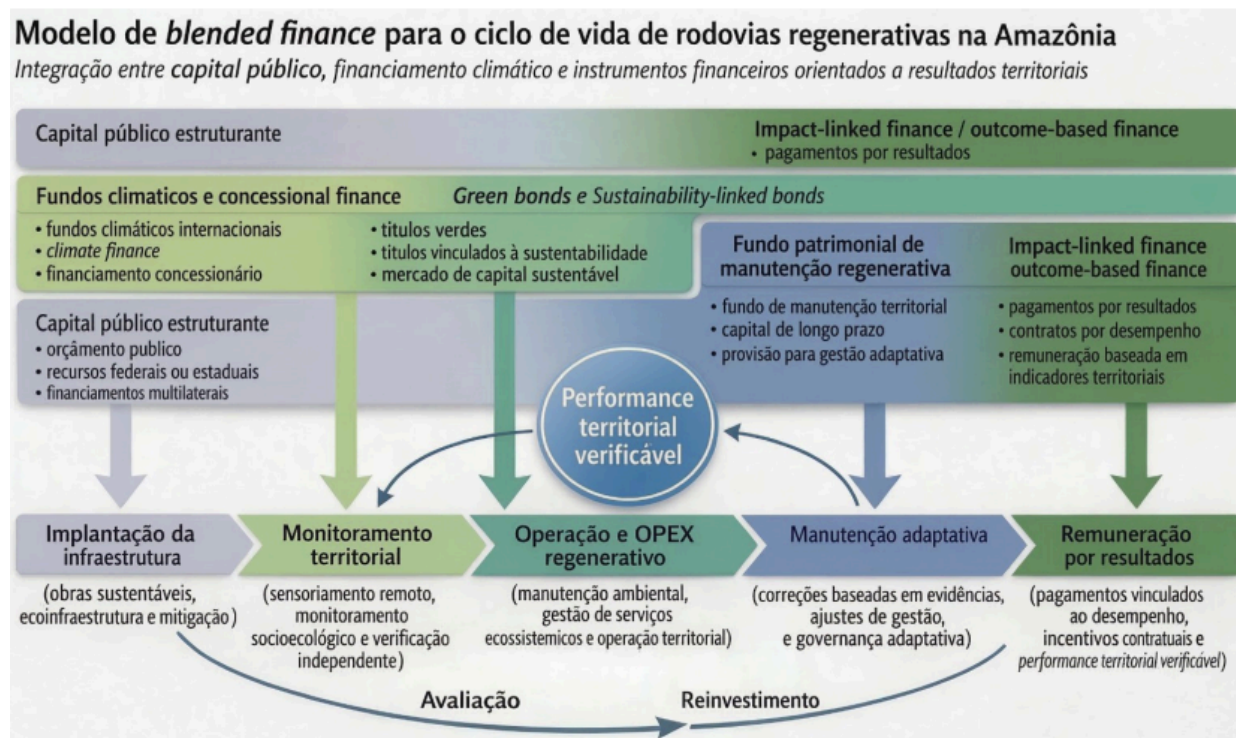 Modelo de blended finance para o ciclo de vida de rodovias regenerativas na Amazônia
Integração entre capital público, financiamento climático e instrumentos financeiros orientados a resultados territoriais
Capital público estruturante
Impact-linked finance / outcome-based finance
• pagamentos por resultados
Fundos climaticos e concessional finance
• fundos climáticos internacionais
• climate finance
• financiamento concessionário
Green bonds e Sustainability-linked bonds
• titulos verdes
• titulos vinculados à sustentabilidade
• mercado de capital sustentável
Fundo patrimonial de
manutenção regenerativa
• fundo de manutenção territorial
• capital de longo prazo
• provisão para gestão adaptativa
Impact-linked finance
outcome-based finance
• pagamentos por resultados
• contratos por desempenho
• remuneração baseada em
indicadores territoriais
Capital público estruturante
• orçâmento publico
• recursos federais ou estaduais
• financiamentos multilaterais
Performance
territorial
verificável
Implantação da
infraestrutura
(obras sustentáveis,
ecoinfraestrutura e mitigação)
Monitoramento
territorial
(sensoriamento remoto,
monitoramento
socioecológico e verificação
independente)
Operação e OPEX
regenerativo
(manutenção ambiental,
gestão de serviços
ecossistemicos e operação territorial)
Manutenção adaptativa
(correções baseadas em evidências,
ajustes de gestão,
e governança adaptativa)
Remuneração
por resultados
(pagamentos vinculados
ao desempenho,
incentivos contratuais e
performance territorial verificável)
Avaliação
Reinvestimento